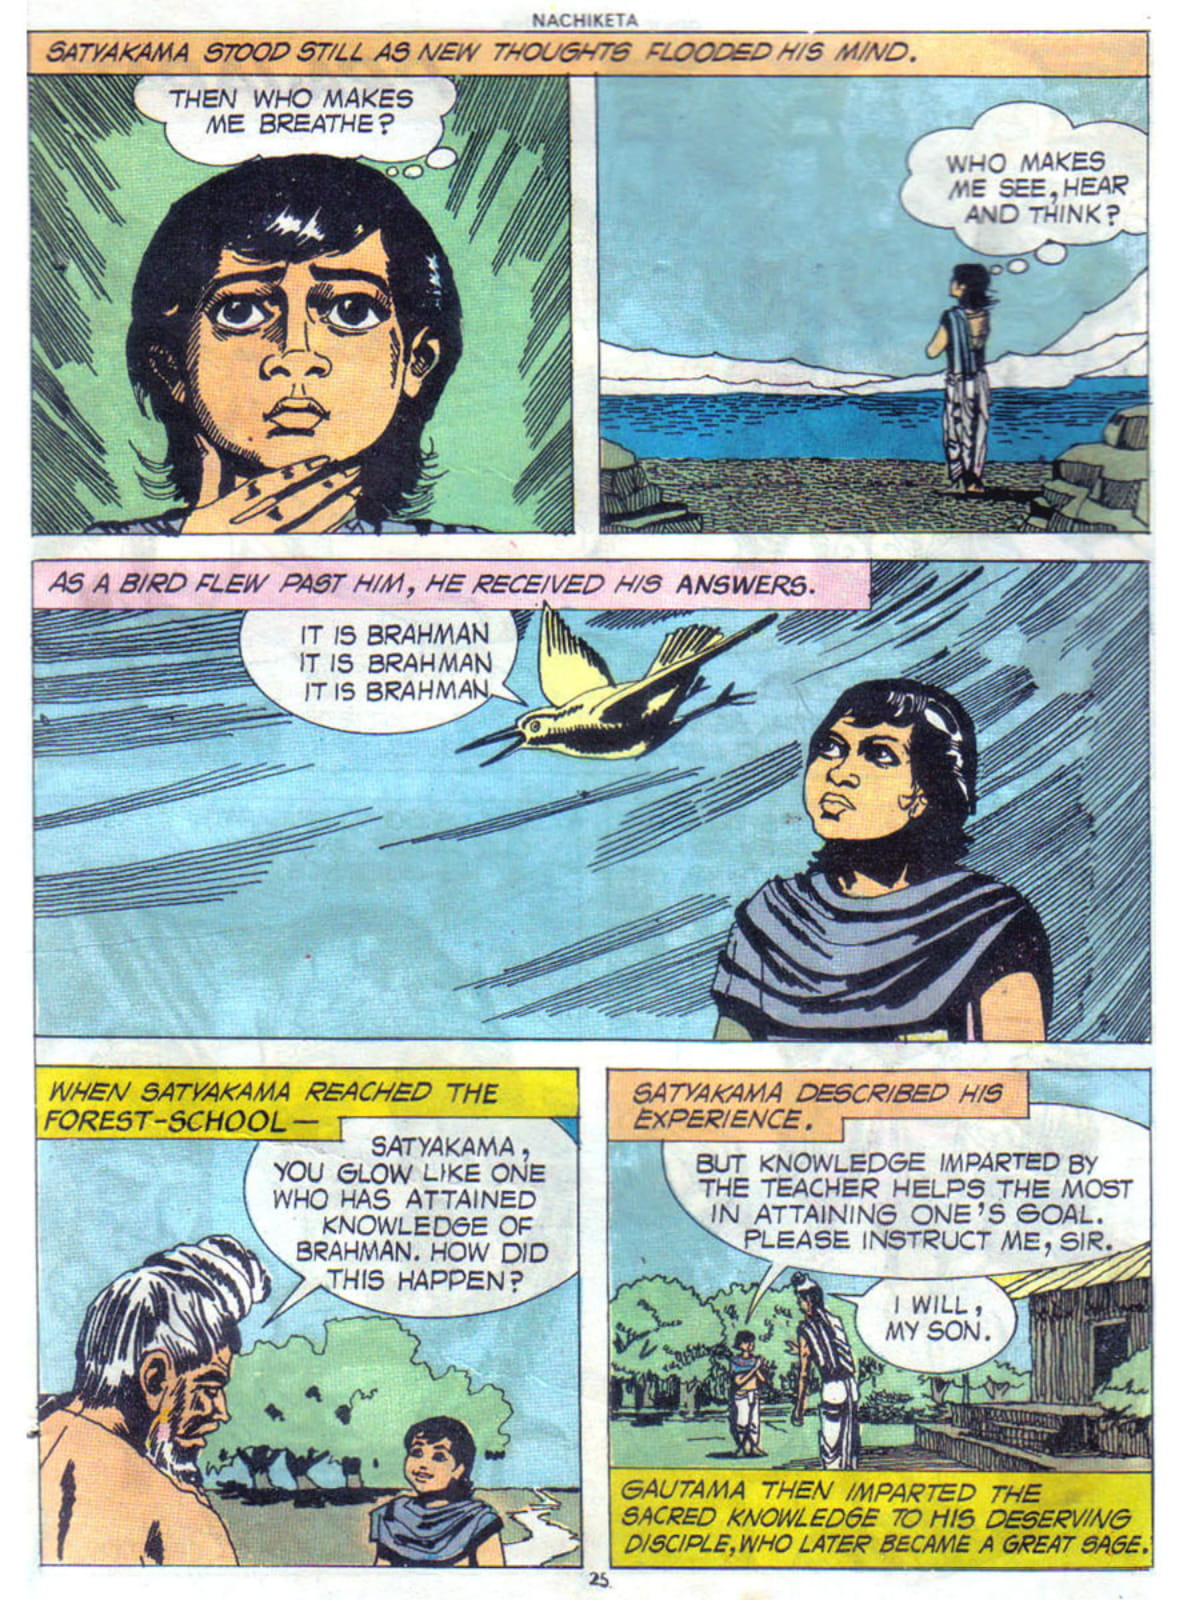 NACHIKETA
SATYAKAMA STOOD STILL AS NEW THOUGHTS FLOODED HIS MIND.
THEN WHO MAKES
ME BREATHE?
WHO MAKES
ME SEE, HEAR
AND THINK?
AS A BIRD FLEW PAST HIM, HE RECEIVED HIS ANSWERS.
IT IS BRAHMAN
IT IS BRAHMAN
IT IS BRAHMAN
WHEN SATYAKAMA REACHED THE
FOREST-SCHOOL—
SATYAKAMA,
YOU GLOW LIKE ONE
WHO HAS ATTAINED
KNOWLEDGE OF
BRAHMAN. HOW DID
THIS HAPPEN?
SATYAKAMA DESCRIBED HIS
EXPERIENCE.
BUT KNOWLEDGE IMPARTED BY
THE TEACHER HELPS THE MOST
IN ATTAINING ONE'S GOAL.
PLEASE INSTRUCT ME, SIR.
I WILL,
MY SON.
GAUTAMA THEN IMPARTED THE
SACRED KNOWLEDGE TO HIS DESERVING
DISCIPLE, WHO LATER BECAME A GREAT SAGE.
25